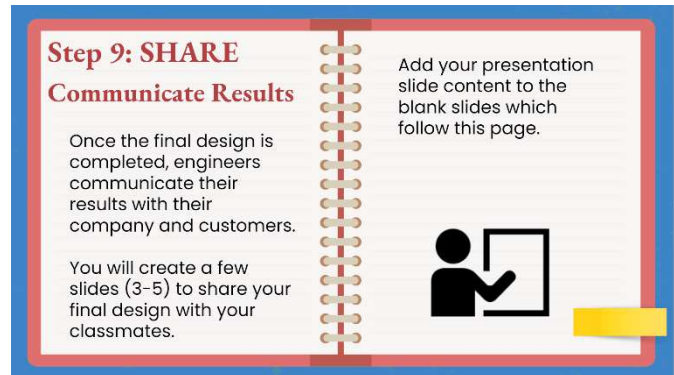 Step 9: SHARE
Communicate Results
Once the final design is
completed, engineers
communicate their
results with their
company and customers.
You will create a few
slides (3-5) to share your
final design with your
classmates.
Add your presentation
slide content to the
blank slides which
follow this page.